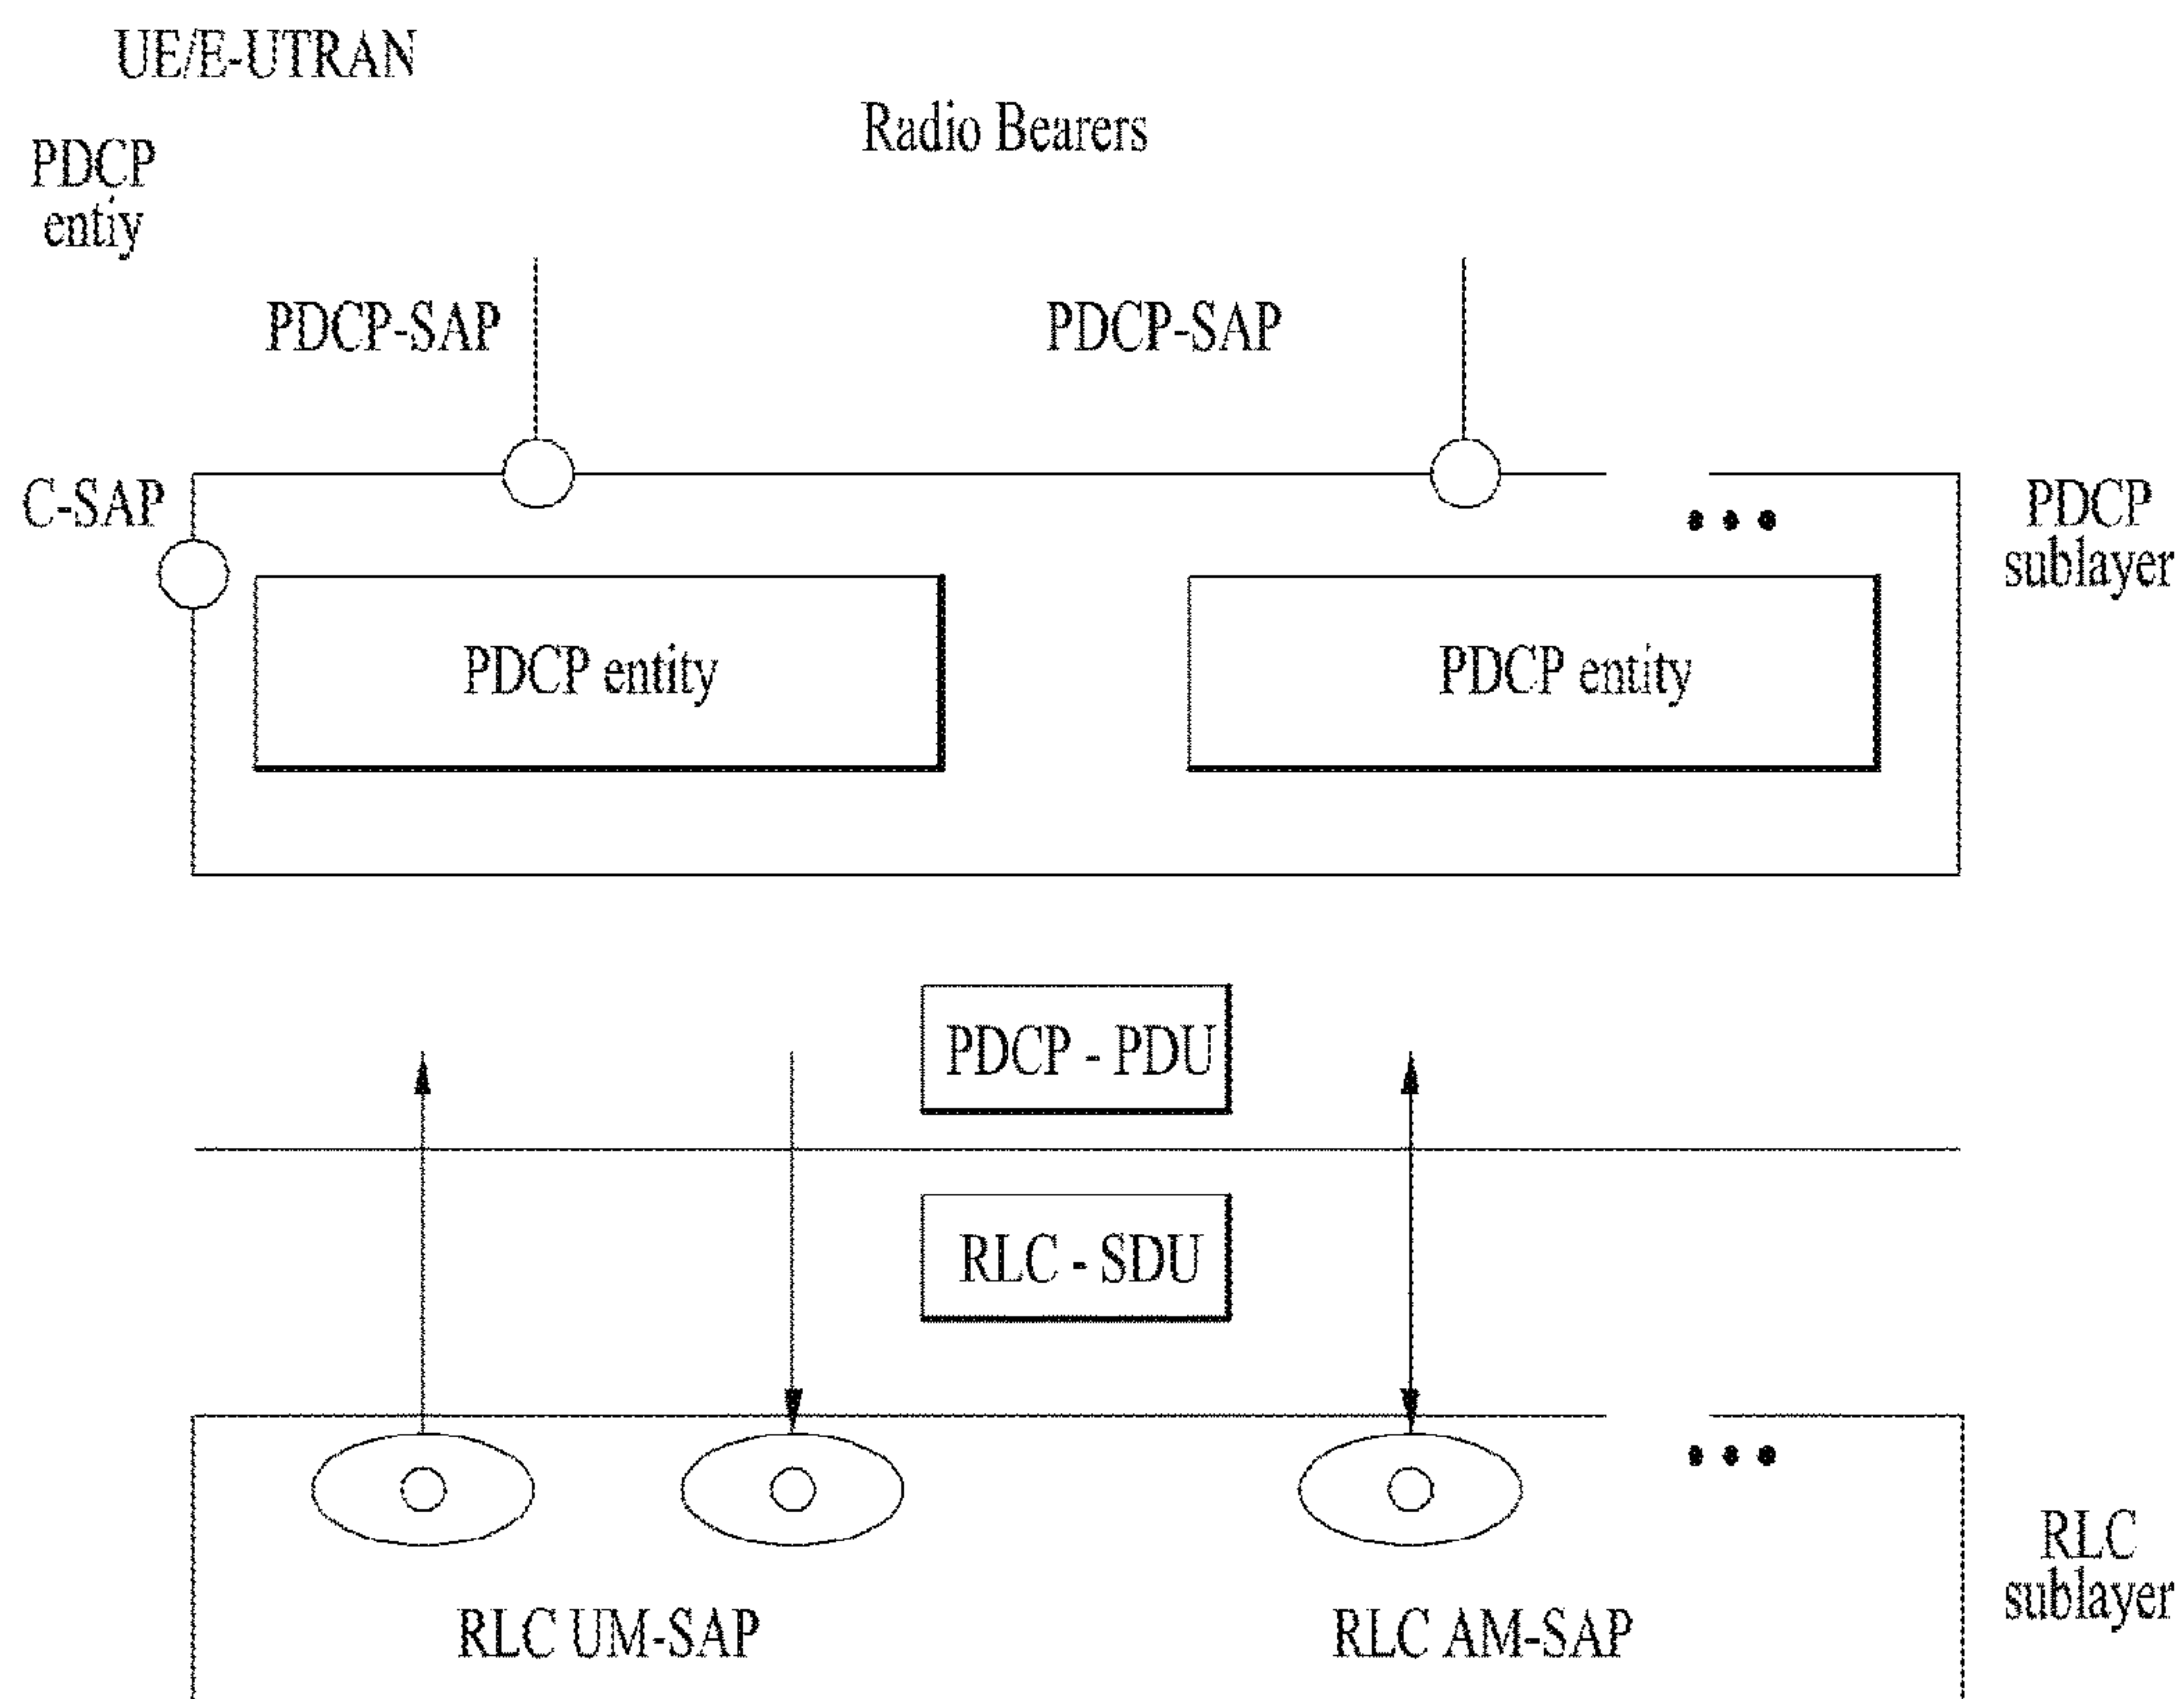 UE/E-UTRAN
Radio Bearers
PDCP
entiy
PDCP-SAP
PDCP-SAP
C-SAP
PDCP
sublayer
PDCP entity
PDCP entity
PDCP - PDU
RLC - SDU
RLC
sublayer
RLC UM-SAP
RLC AM-SAP